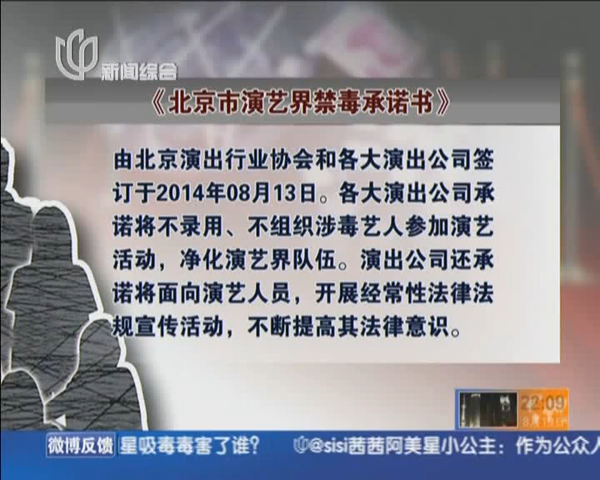 新闻综合
《北京市演艺界禁毒承诺书》
由北京演出行业协会和各大演出公司签
订于2014年08月13日。各大演出公司承
诺将不录用、不组织涉毒艺人参加演艺
活动，净化演艺界队伍。演出公司还承
诺将面向演艺人员，开展经常性法律法
规宣传活动，不断提高其法律意识。
22:09
微博反馈 星吸毒毒害了谁? @sisi茜茜阿美星小公主：作为公众人